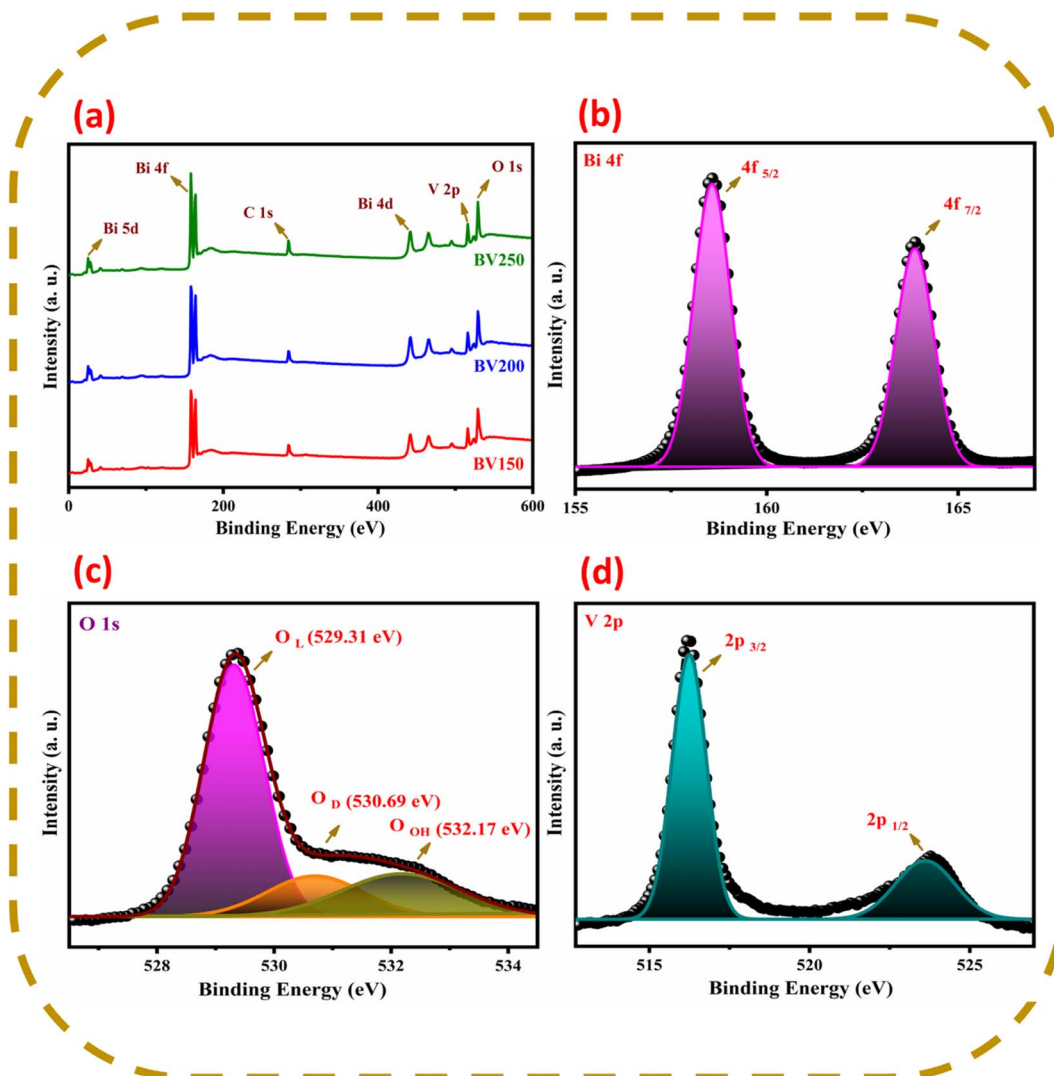 (a)
Bi 4f
O 1s
V 2p
C 1s
Bi 4d
Bi 5d
BV250
BV200
BV150
Intensity (a. u.)
0 200 400 600
Binding Energy (eV)
(b)
Bi 4f
4f 5/2
4f 7/2
Intensity (a. u.)
155 160 165
Binding Energy (eV)
(c)
O 1s
O L (529.31 eV)
O D (530.69 eV)
O OH (532.17 eV)
Intensity (a. u.)
528 530 532 534
Binding Energy (eV)
(d)
V 2p
2p 3/2
2p 1/2
Intensity (a. u.)
515 520 525
Binding Energy (eV)